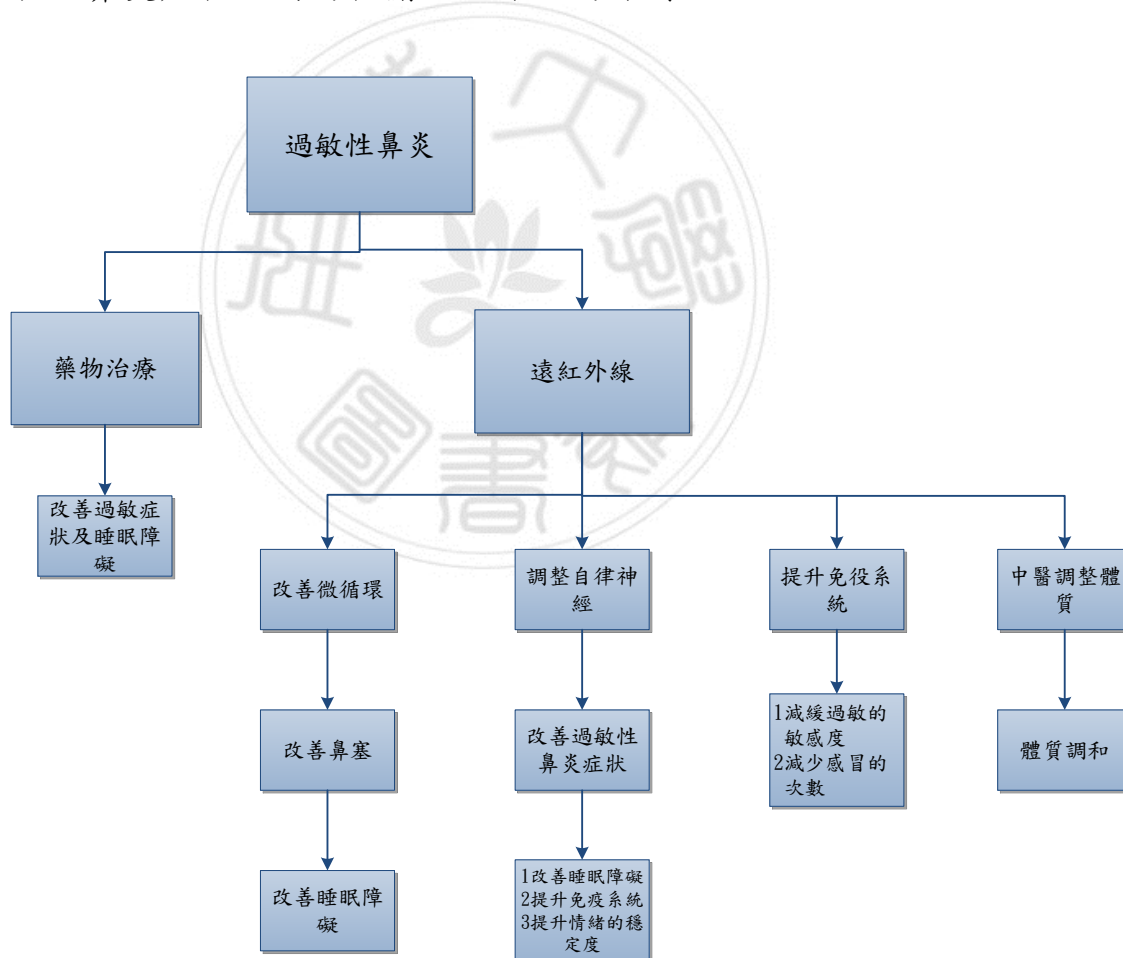 過敏性鼻炎
藥物治療
遠紅外線
改善過敏症
狀及睡眠障
礙
改善微循環
調整自律神
經
提升免役系
統
中醫調整體
質
改善鼻塞
改善過敏性
鼻炎症狀
1減緩過敏的
敏感度
2減少感冒的
次數
體質調和
改善睡眠障
礙
1改善睡眠障礙
2提升免疫系統
3提升情緒的穩
定度